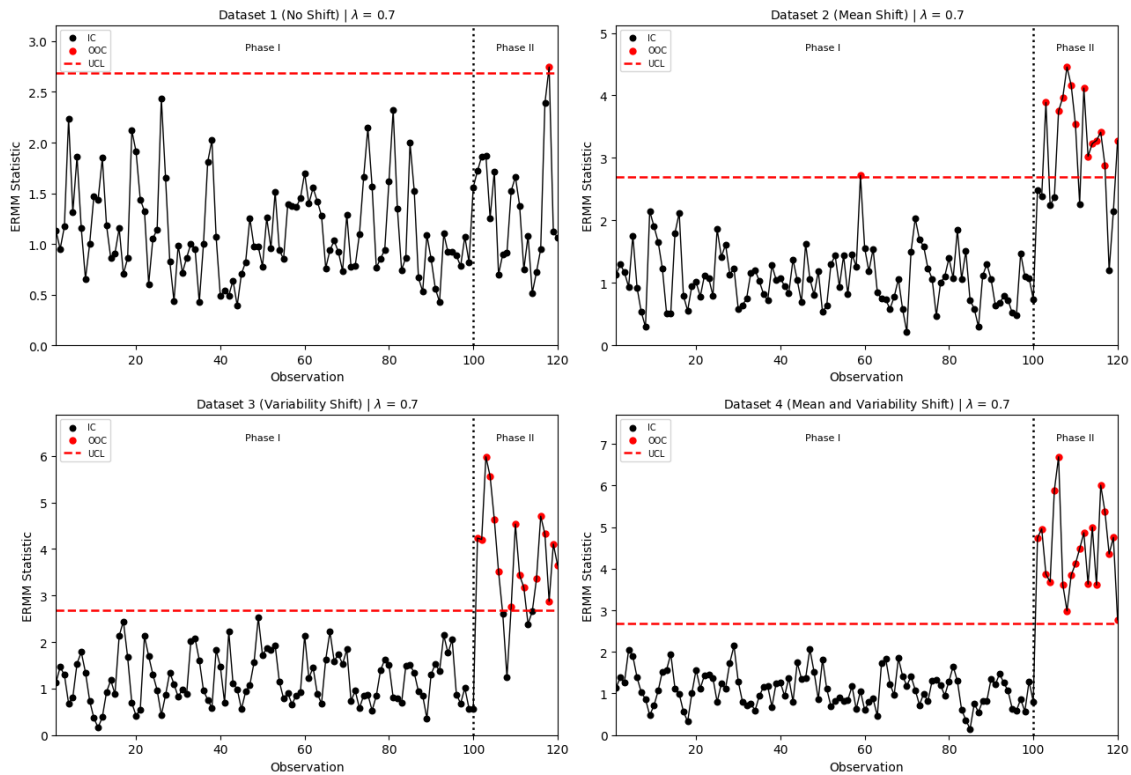 Dataset 1 (No Shift) | λ = 0.7
IC
OOC
UCL
Phase I
Phase II
ERMM Statistic
3.0
2.5
2.0
1.5
1.0
0.5
0.0
20
40
60
80
100
120
Observation
Dataset 2 (Mean Shift) | λ = 0.7
IC
OOC
UCL
Phase I
Phase II
ERMM Statistic
5
4
3
2
1
0
20
40
60
80
100
120
Observation
Dataset 3 (Variability Shift) | λ = 0.7
IC
OOC
UCL
Phase I
Phase II
ERMM Statistic
6
5
4
3
2
1
0
20
40
60
80
100
120
Observation
Dataset 4 (Mean and Variability Shift) | λ = 0.7
IC
OOC
UCL
Phase I
Phase II
ERMM Statistic
7
6
5
4
3
2
1
0
20
40
60
80
100
120
Observation